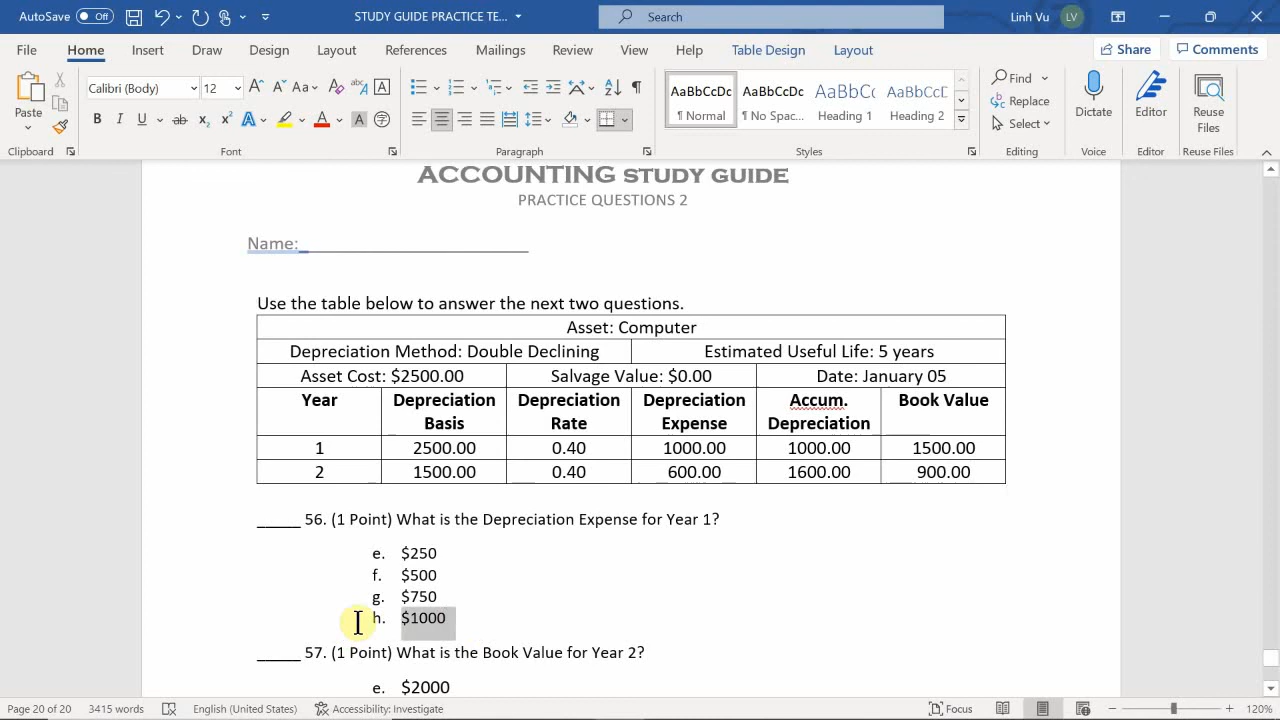 AutoSave Off STUDY GUIDE PRACTICE TE... Search Linh Vu LV
File Home Insert Draw Design Layout References Mailings Review View Help Table Design Layout Share Comments
Paste
Clipboard
Calibri (Body) 12
Font
Paragraph
AaBbCcDc AaBbCcDc AaBbCc AaBbCcD
¶ Normal ¶ No Spac... Heading 1 Heading 2
Styles
Find
Replace
Select
Editing
Dictate
Voice
Editor
Editor
Reuse Files
Reuse Files
ACCOUNTING STUDY GUIDE
PRACTICE QUESTIONS 2
Name:_
Use the table below to answer the next two questions.
Asset: Computer
Depreciation Method: Double Declining Estimated Useful Life: 5 years
Asset Cost: $2500.00 Salvage Value: $0.00 Date: January 05
Year Depreciation Basis Depreciation Rate Depreciation Expense Accum. Depreciation Book Value
1 2500.00 0.40 1000.00 1000.00 1500.00
2 1500.00 0.40 600.00 1600.00 900.00
_____ 56. (1 Point) What is the Depreciation Expense for Year 1?
e. $250
f. $500
g. $750
h. $1000
_____ 57. (1 Point) What is the Book Value for Year 2?
e. $2000
Page 20 of 20 3415 words English (United States) Accessibility: Investigate Focus 120%